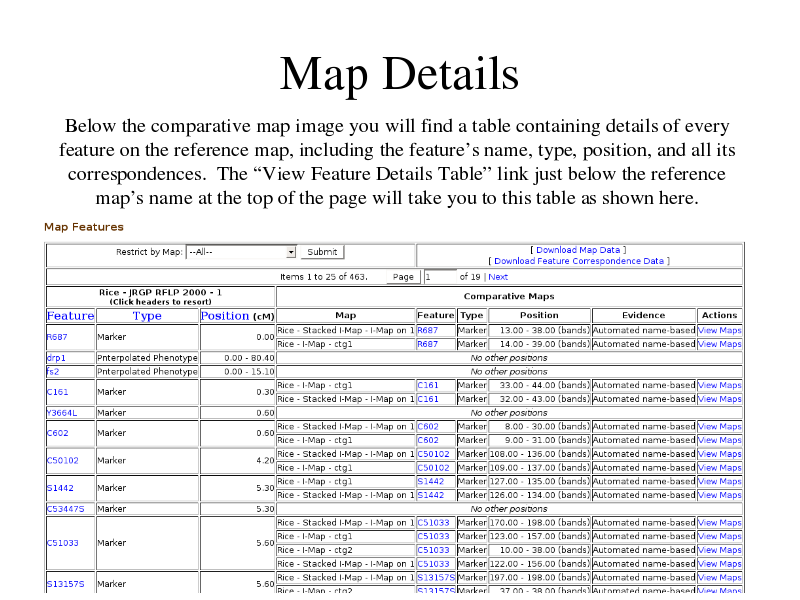 Map Details
Below the comparative map image you will find a table containing details of every
feature on the reference map, including the feature’s name, type, position, and all its
correspondences.  The “View Feature Details Table” link just below the reference
map’s name at the top of the page will take you to this table as shown here.
Map Features
Restrict by Map: --All-- Submit [ Download Map Data ]
[ Download Feature Correspondence Data ]
Items 1 to 25 of 463. Page 1 of 19 | Next
Rice - JRGP RFLP 2000 - 1
(Click headers to resort) Comparative Maps
Feature Type Position (cM) Map Feature Type Position Evidence Actions
R687 Marker 0.00 Rice - Stacked I-Map - I-Map on 1 R687 Marker 13.00 - 38.00 (bands) Automated name-based View Maps
Rice - I-Map - ctg1 R687 Marker 14.00 - 39.00 (bands) Automated name-based View Maps
drp1 Pnterpolated Phenotype 0.00 - 80.40 No other positions
fs2 Pnterpolated Phenotype 0.00 - 15.10 No other positions
C161 Marker 0.30 Rice - I-Map - ctg1 C161 Marker 33.00 - 44.00 (bands) Automated name-based View Maps
Rice - Stacked I-Map - I-Map on 1 C161 Marker 32.00 - 43.00 (bands) Automated name-based View Maps
Y3664L Marker 0.60 No other positions
C602 Marker 0.60 Rice - Stacked I-Map - I-Map on 1 C602 Marker 8.00 - 30.00 (bands) Automated name-based View Maps
Rice - I-Map - ctg1 C602 Marker 9.00 - 31.00 (bands) Automated name-based View Maps
C50102 Marker 4.20 Rice - Stacked I-Map - I-Map on 1 C50102 Marker 108.00 - 136.00 (bands) Automated name-based View Maps
Rice - I-Map - ctg1 C50102 Marker 109.00 - 137.00 (bands) Automated name-based View Maps
S1442 Marker 5.30 Rice - I-Map - ctg1 S1442 Marker 127.00 - 135.00 (bands) Automated name-based View Maps
Rice - Stacked I-Map - I-Map on 1 S1442 Marker 126.00 - 134.00 (bands) Automated name-based View Maps
C53447S Marker 5.30 No other positions
C51033 Marker 5.60 Rice - Stacked I-Map - I-Map on 1 C51033 Marker 170.00 - 198.00 (bands) Automated name-based View Maps
Rice - I-Map - ctg1 C51033 Marker 123.00 - 157.00 (bands) Automated name-based View Maps
Rice - I-Map - ctg2 C51033 Marker 10.00 - 38.00 (bands) Automated name-based View Maps
Rice - Stacked I-Map - I-Map on 1 C51033 Marker 122.00 - 156.00 (bands) Automated name-based View Maps
S13157S Marker 5.60 Rice - Stacked I-Map - I-Map on 1 S13157S Marker 197.00 - 198.00 (bands) Automated name-based View Maps
Rice - I-Map - ctg2 S13157S Marker 37.00 - 38.00 (bands) Automated name-based View Maps